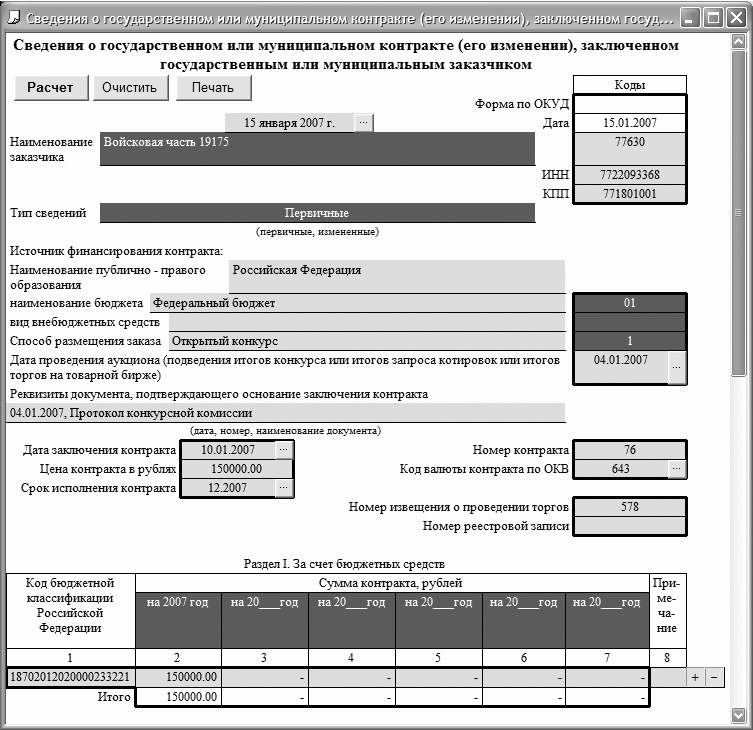 Сведения о государственном или муниципальном контракте (его изменении), заключенном госуд...
Сведения о государственном или муниципальном контракте (его изменении), заключенном
государственным или муниципальным заказчиком
Расчет Очистить Печать
Коды
Форма по ОКУД
15 января 2007 г. ... Дата 15.01.2007
Наименование
заказчика
Войсковая часть 19175 77630
ИНН 7722093368
КПП 771801001
Тип сведений Первичные
(первичные, измененные)
Источник финансирования контракта:
Наименование публично - правого
образования
Российская Федерация
наименование бюджета Федеральный бюджет 01
вид внебюджетных средств
Способ размещения заказа Открытый конкурс 1
Дата проведения аукциона (подведения итогов конкурса или итогов запроса котировок или итогов
торгов на товарной бирже)
04.01.2007 ...
Реквизиты документа, подтверждающего основание заключения контракта
04.01.2007, Протокол конкурсной комиссии
(дата, номер, наименование документа)
Дата заключения контракта 10.01.2007 ... Номер контракта 76
Цена контракта в рублях 150000.00 Код валюты контракта по ОКВ 643 ...
Срок исполнения контракта 12.2007 ...
Номер извещения о проведении торгов 578
Номер реестровой записи
Раздел I. За счет бюджетных средств
Код бюджетной
классификации
Российской
Федерации
Сумма контракта, рублей
При-
ме-
ча-
ние
на 2007 год на 20___год на 20___год на 20___год на 20___год на 20___год
1 2 3 4 5 6 7 8
18702012020000233221 150000.00 - - - - - + −
Итого 150000.00 - - - - -